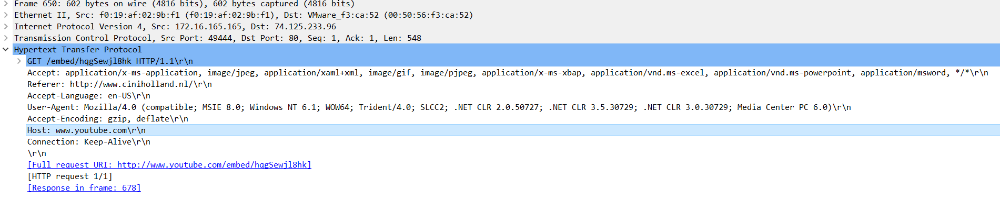 Frame 650: 602 bytes on wire (4816 bits), 602 bytes captured (4816 bits)
Ethernet II, Src: f0:19:af:02:9b:f1 (f0:19:af:02:9b:f1), Dst: VMware_f3:ca:52 (00:50:56:f3:ca:52)
Internet Protocol Version 4, Src: 172.16.165.165, Dst: 74.125.233.96
Transmission Control Protocol, Src Port: 49444, Dst Port: 80, Seq: 1, Ack: 1, Len: 548
Hypertext Transfer Protocol
GET /embed/hqgSewjl8hk HTTP/1.1\r\n
Accept: application/x-ms-application, image/jpeg, application/xaml+xml, image/gif, image/pjpeg, application/x-ms-xbap, application/vnd.ms-excel, application/vnd.ms-powerpoint, application/msword, */*\r\n
Referer: http://www.ciniholland.nl/\r\n
Accept-Language: en-US\r\n
User-Agent: Mozilla/4.0 (compatible; MSIE 8.0; Windows NT 6.1; WOW64; Trident/4.0; SLCC2; .NET CLR 2.0.50727; .NET CLR 3.5.30729; .NET CLR 3.0.30729; Media Center PC 6.0)\r\n
Accept-Encoding: gzip, deflate\r\n
Host: www.youtube.com\r\n
Connection: Keep-Alive\r\n
\r\n
[Full request URI: http://www.youtube.com/embed/hqgSewjl8hk]
[HTTP request 1/1]
[Response in frame: 678]